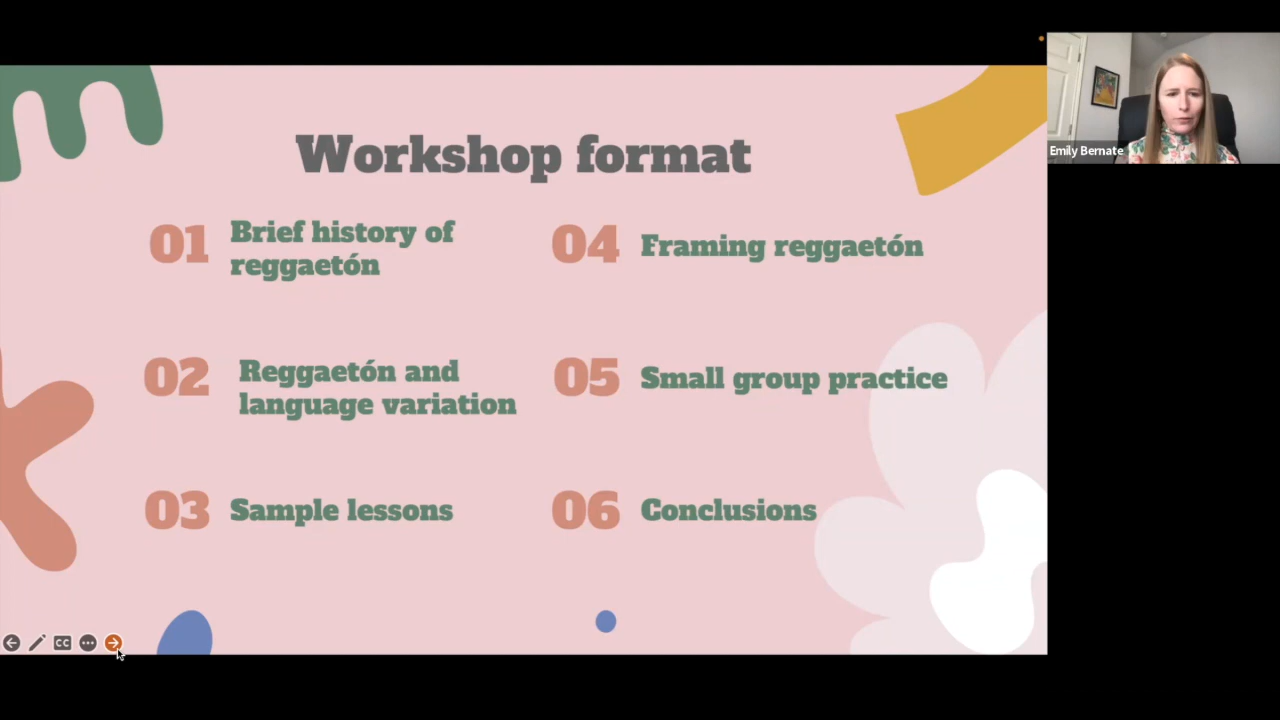 Workshop format
01 Brief history of
reggaetón
02 Reggaetón and
language variation
03 Sample lessons
04 Framing reggaetón
05 Small group practice
06 Conclusions
CC
Emily Bernate